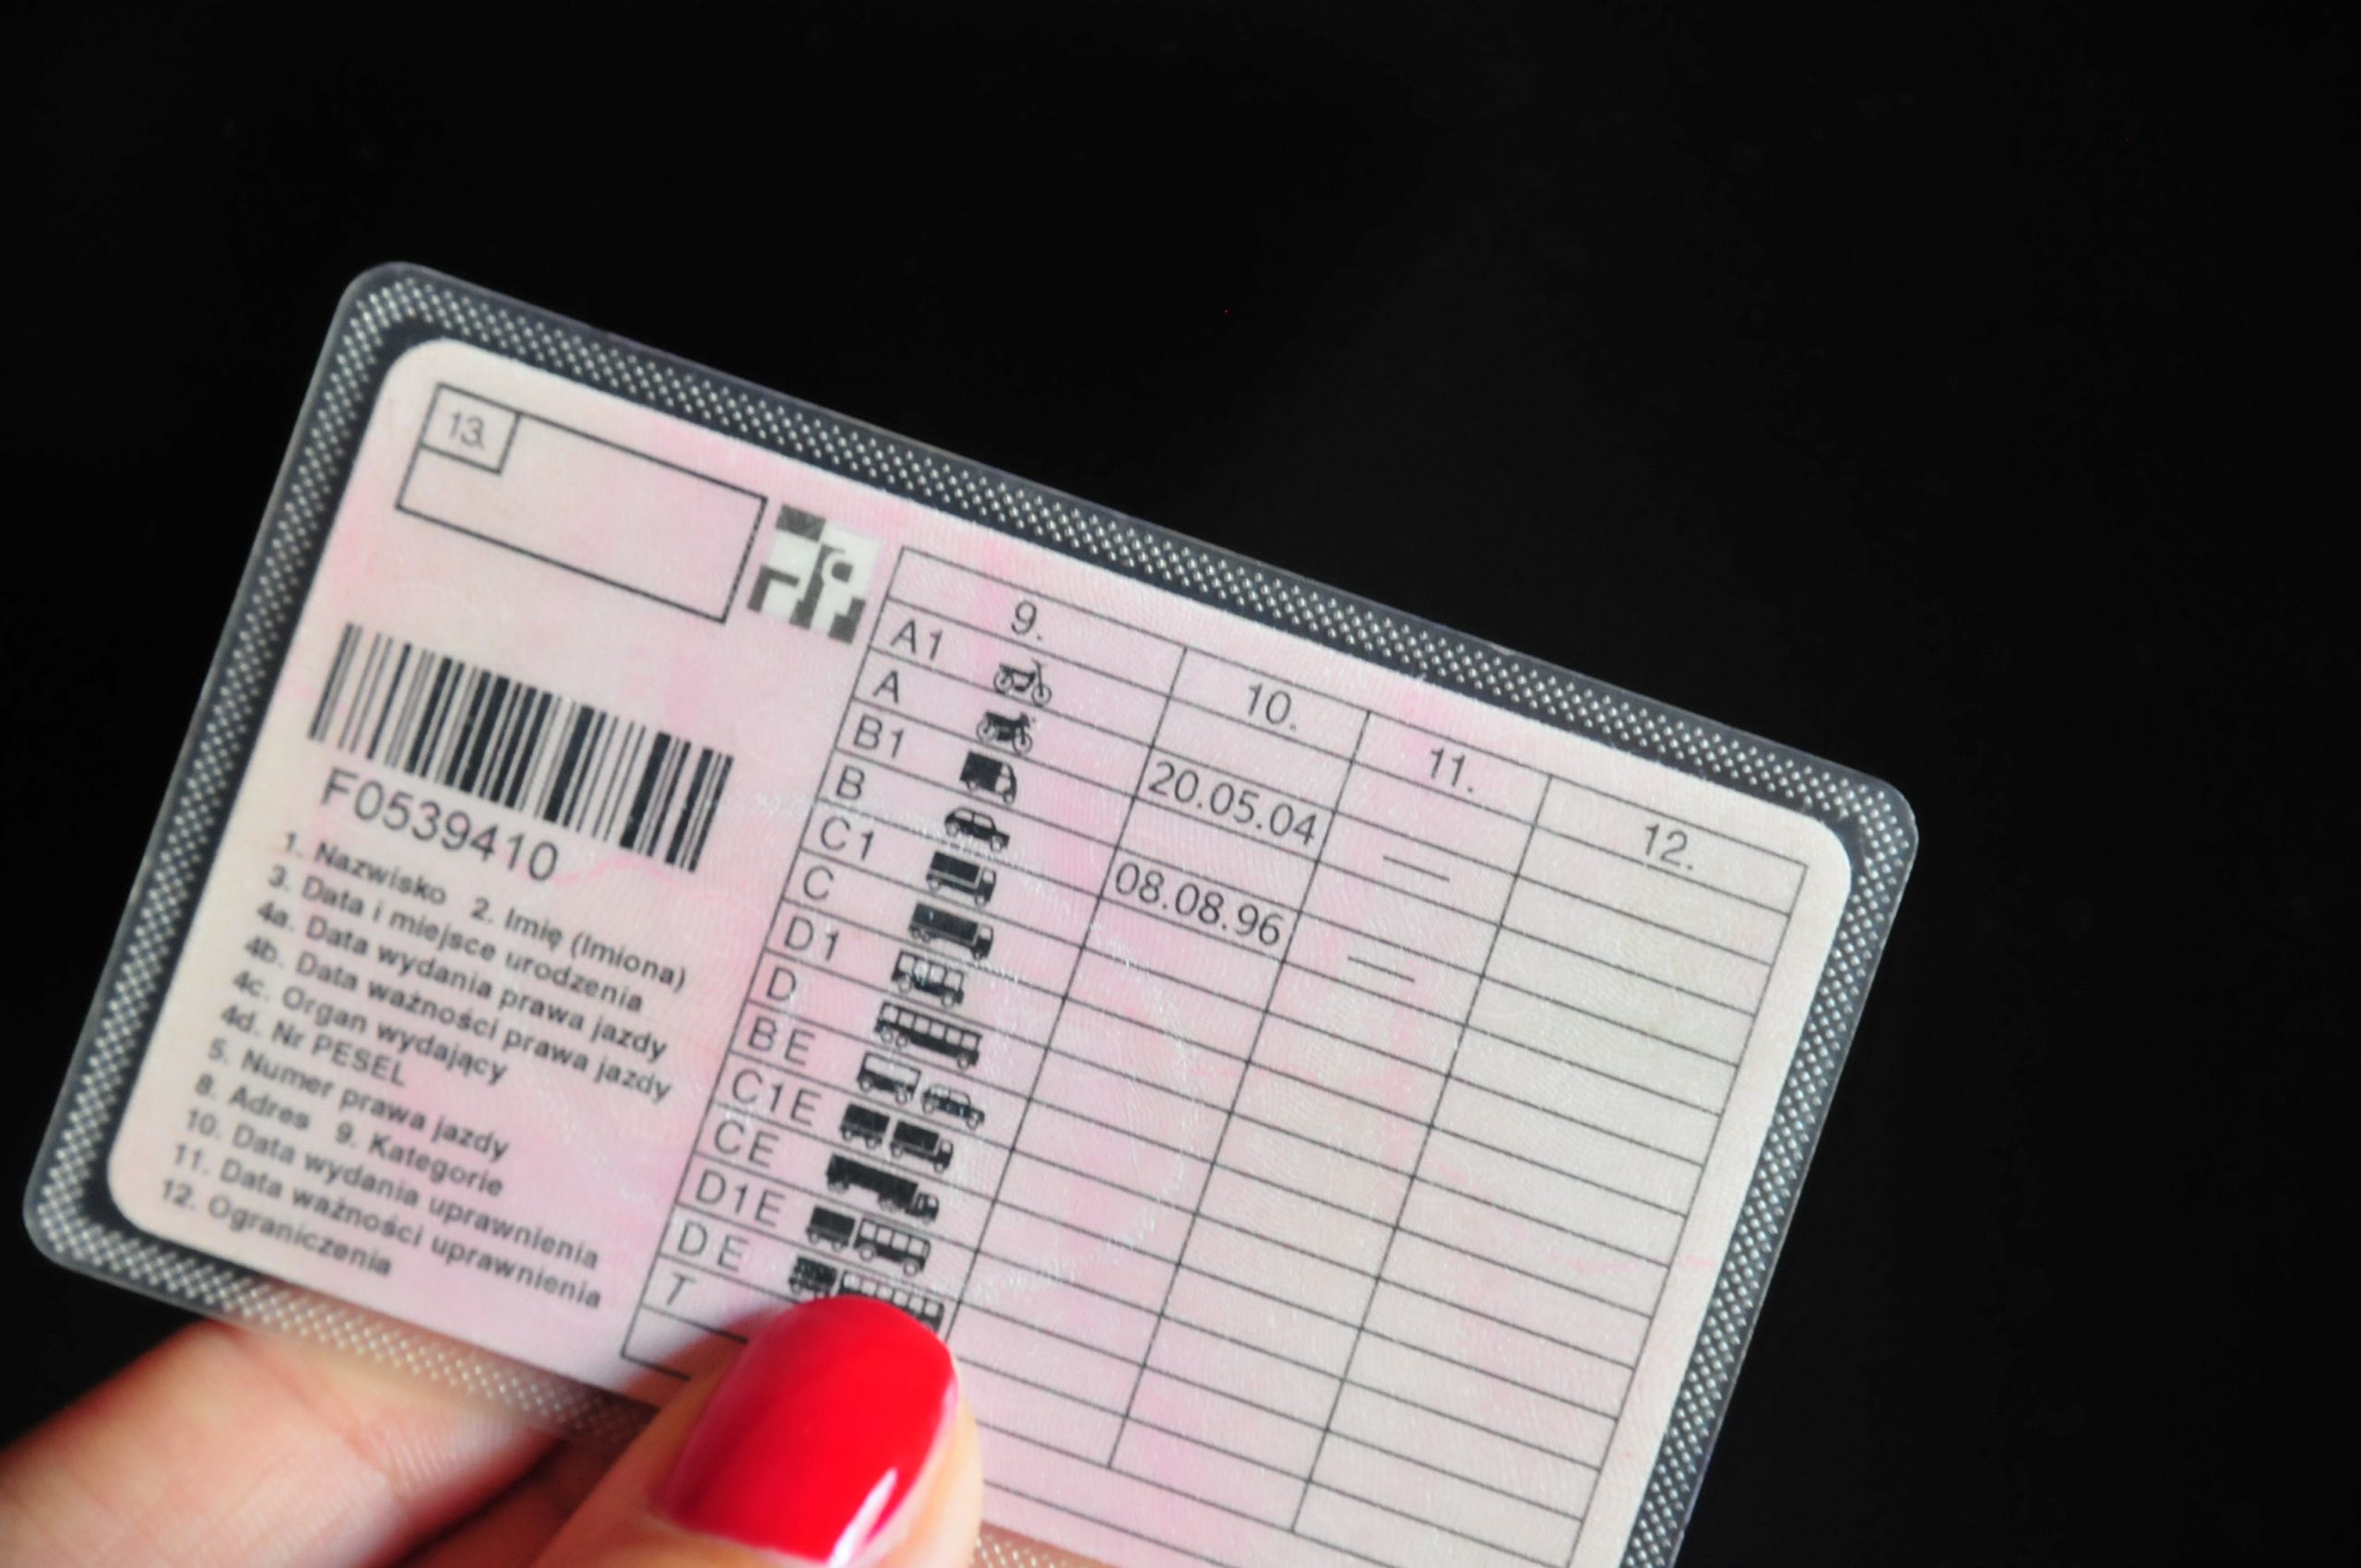 13.
F0539410
1. Nazwisko 2. Imię (Imiona)
3. Data i miejsce urodzenia
4a. Data wydania prawa jazdy
4b. Data ważności prawa jazdy
4c. Organ wydający
4d. Nr PESEL
5. Numer prawa jazdy
8. Adres 9. Kategorie
10. Data wydania uprawnienia
11. Data ważności uprawnienia
12. Ograniczenia
9. 10. 11. 12.
A1
A 20.05.04 --
B1
B 08.08.96 --
C1
C
D1
D
BE
C1E
CE
D1E
DE
T